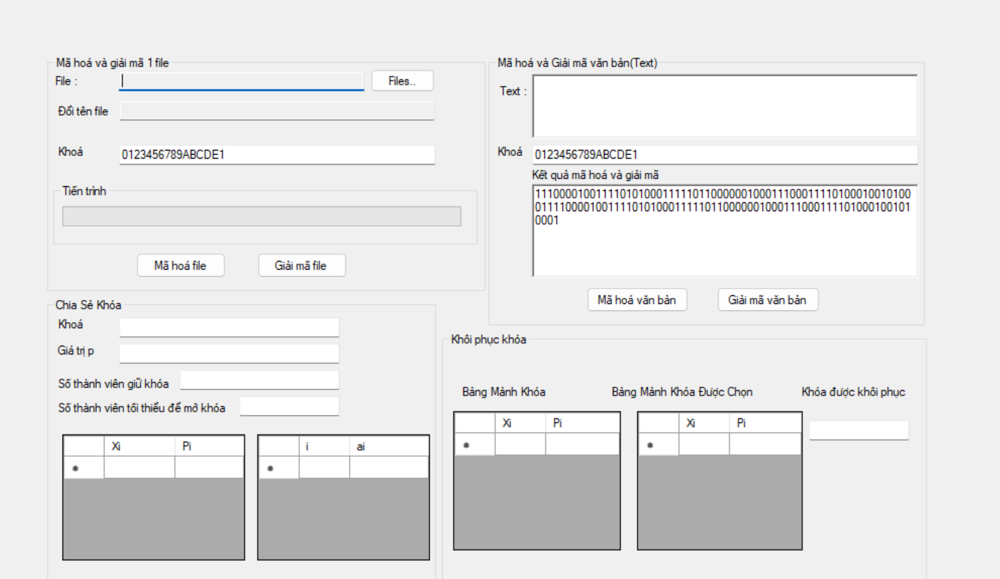 Mã hoá và giải mã 1 file
File :
Files..
Đổi tên file
Khoá
0123456789ABCDE1
Tiến trình
Mã hoá file
Giải mã file
Mã hoá và Giải mã văn bản(Text)
Text :
Khoá
0123456789ABCDE1
Kết quả mã hoá và giải mã
1110000100111101010001111101100000010001110001111010001001010
0011110000100111101010001111101100000010001110001111010001001010
0001
Mã hoá văn bản
Giải mã văn bản
Chia Sẻ Khóa
Khoá
Giá trị p
Số thành viên giữ khóa
Số thành viên tối thiểu để mở khóa
Xi Pi
i ai
Khôi phục khóa
Bảng Mảnh Khóa
Bảng Mảnh Khóa Được Chọn
Khóa được khôi phục
Xi Pi
Xi Pi